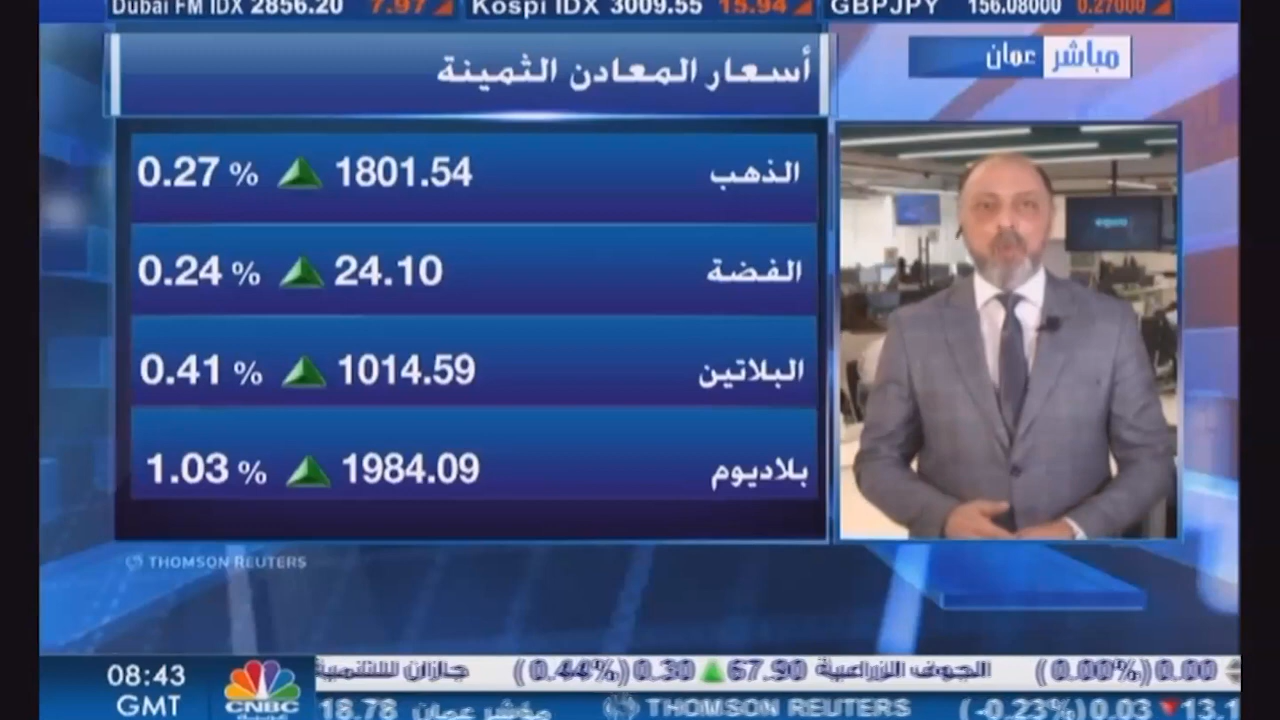 Dubai FM IDX 2856.20 7.97 Kospi IDX 3009.55 15.94 GBPJPY 156.08000 0.27000
مباشر عمان
أسعار المعادن الثمينة
الذهب 1801.54 0.27 %
الفضة 24.10 0.24 %
البلاتين 1014.59 0.41 %
بلاديوم 1984.09 1.03 %
THOMSON REUTERS
08:43
GMT
CNBC
عربية
0.00 (0.00%) الجوف الزراعية 67.90 0.30 (0.44%) جازان للتنمية
13.1 0.03 (-0.23%) THOMSON REUTERS مؤشر عمان 18.78